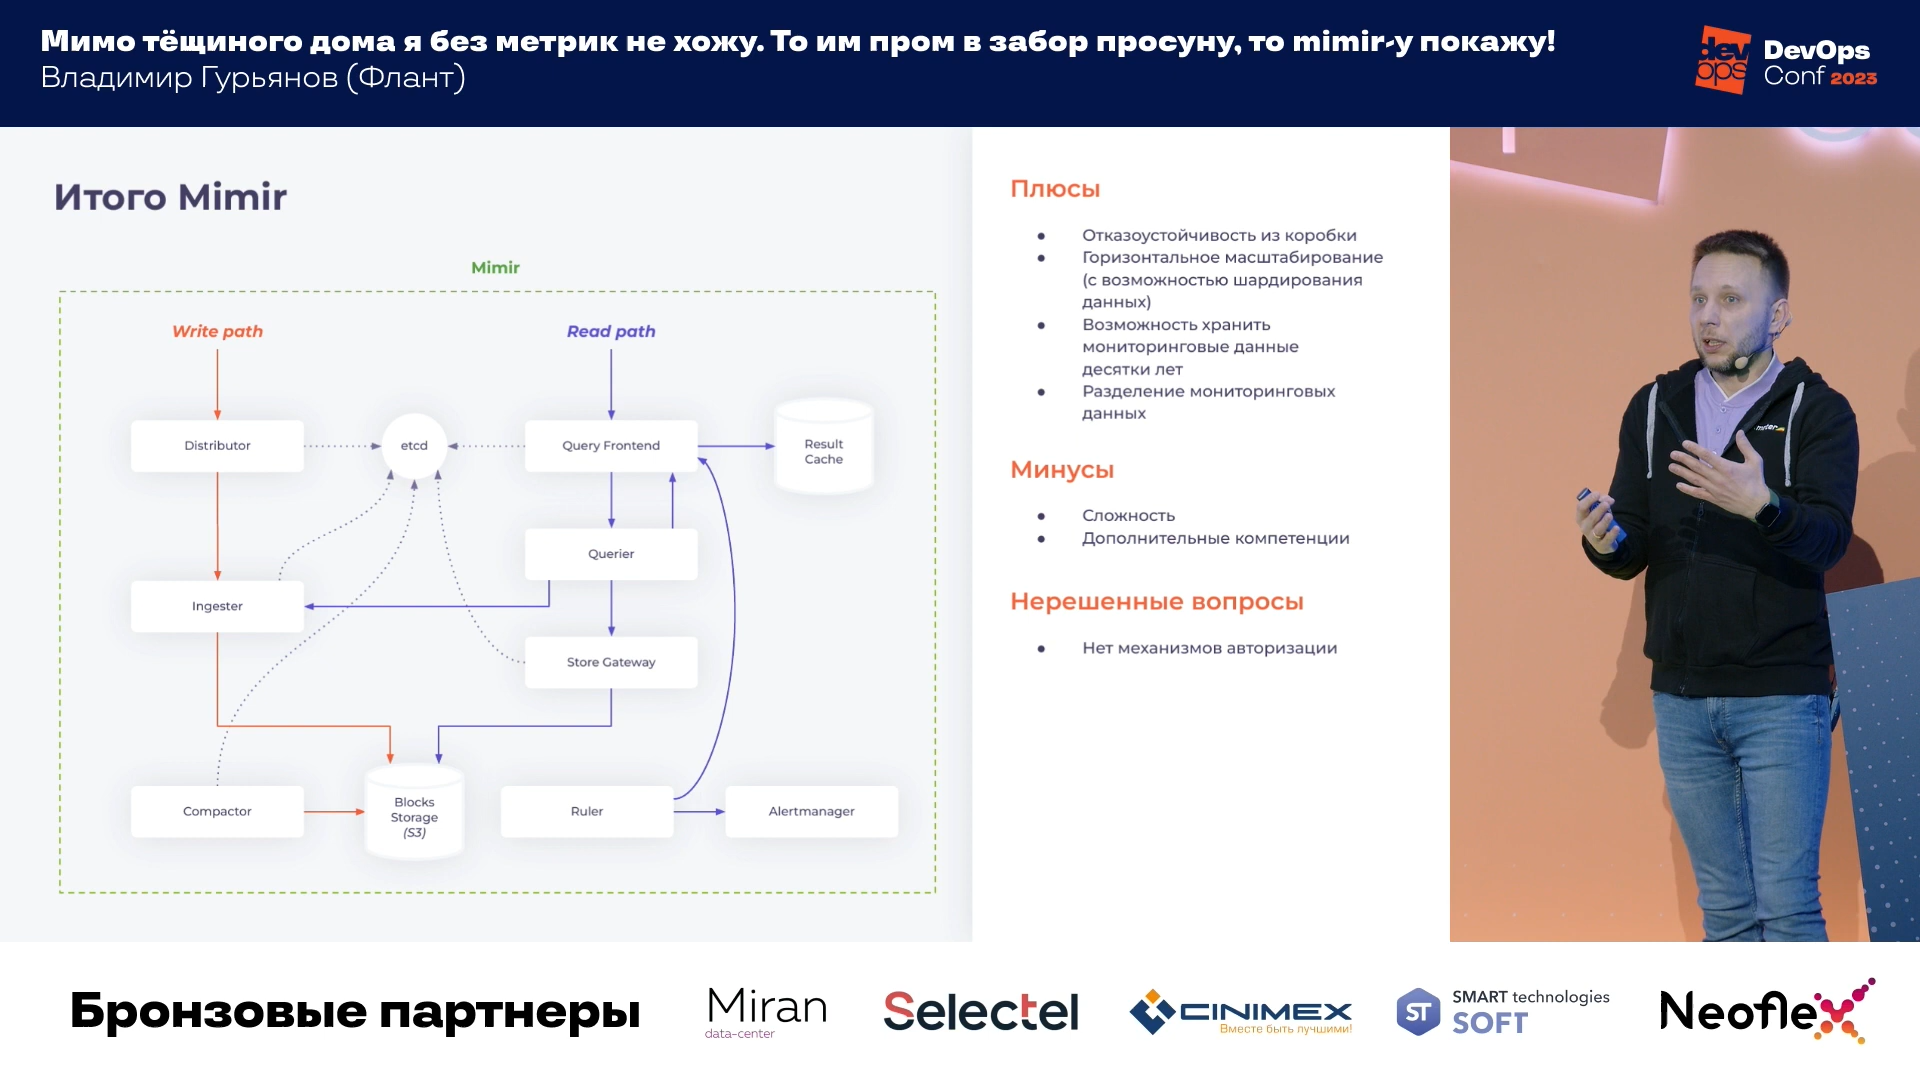 Мимо тёщиного дома я без метрик не хожу. То им пром в забор просуну, то mimir-у покажу!
Владимир Гурьянов (Флант)
dev
ops
DevOps
Conf 2023
Итого Mimir
Mimir
Write path
Read path
Distributor
etcd
Query Frontend
Result
Cache
Querier
Ingester
Store Gateway
Compactor
Blocks
Storage
(S3)
Ruler
Alertmanager
Плюсы
● Отказоустойчивость из коробки
● Горизонтальное масштабирование
(с возможностью шардирования
данных)
● Возможность хранить
мониторинговые данные
десятки лет
● Разделение мониторинговых
данных
Минусы
● Сложность
● Дополнительные компетенции
Нерешенные вопросы
● Нет механизмов авторизации
Бронзовые партнеры
Miran
data-center
Selectel
CINIMEX
Вместе быть лучшими!
ST
SMART technologies
SOFT
Neoflex